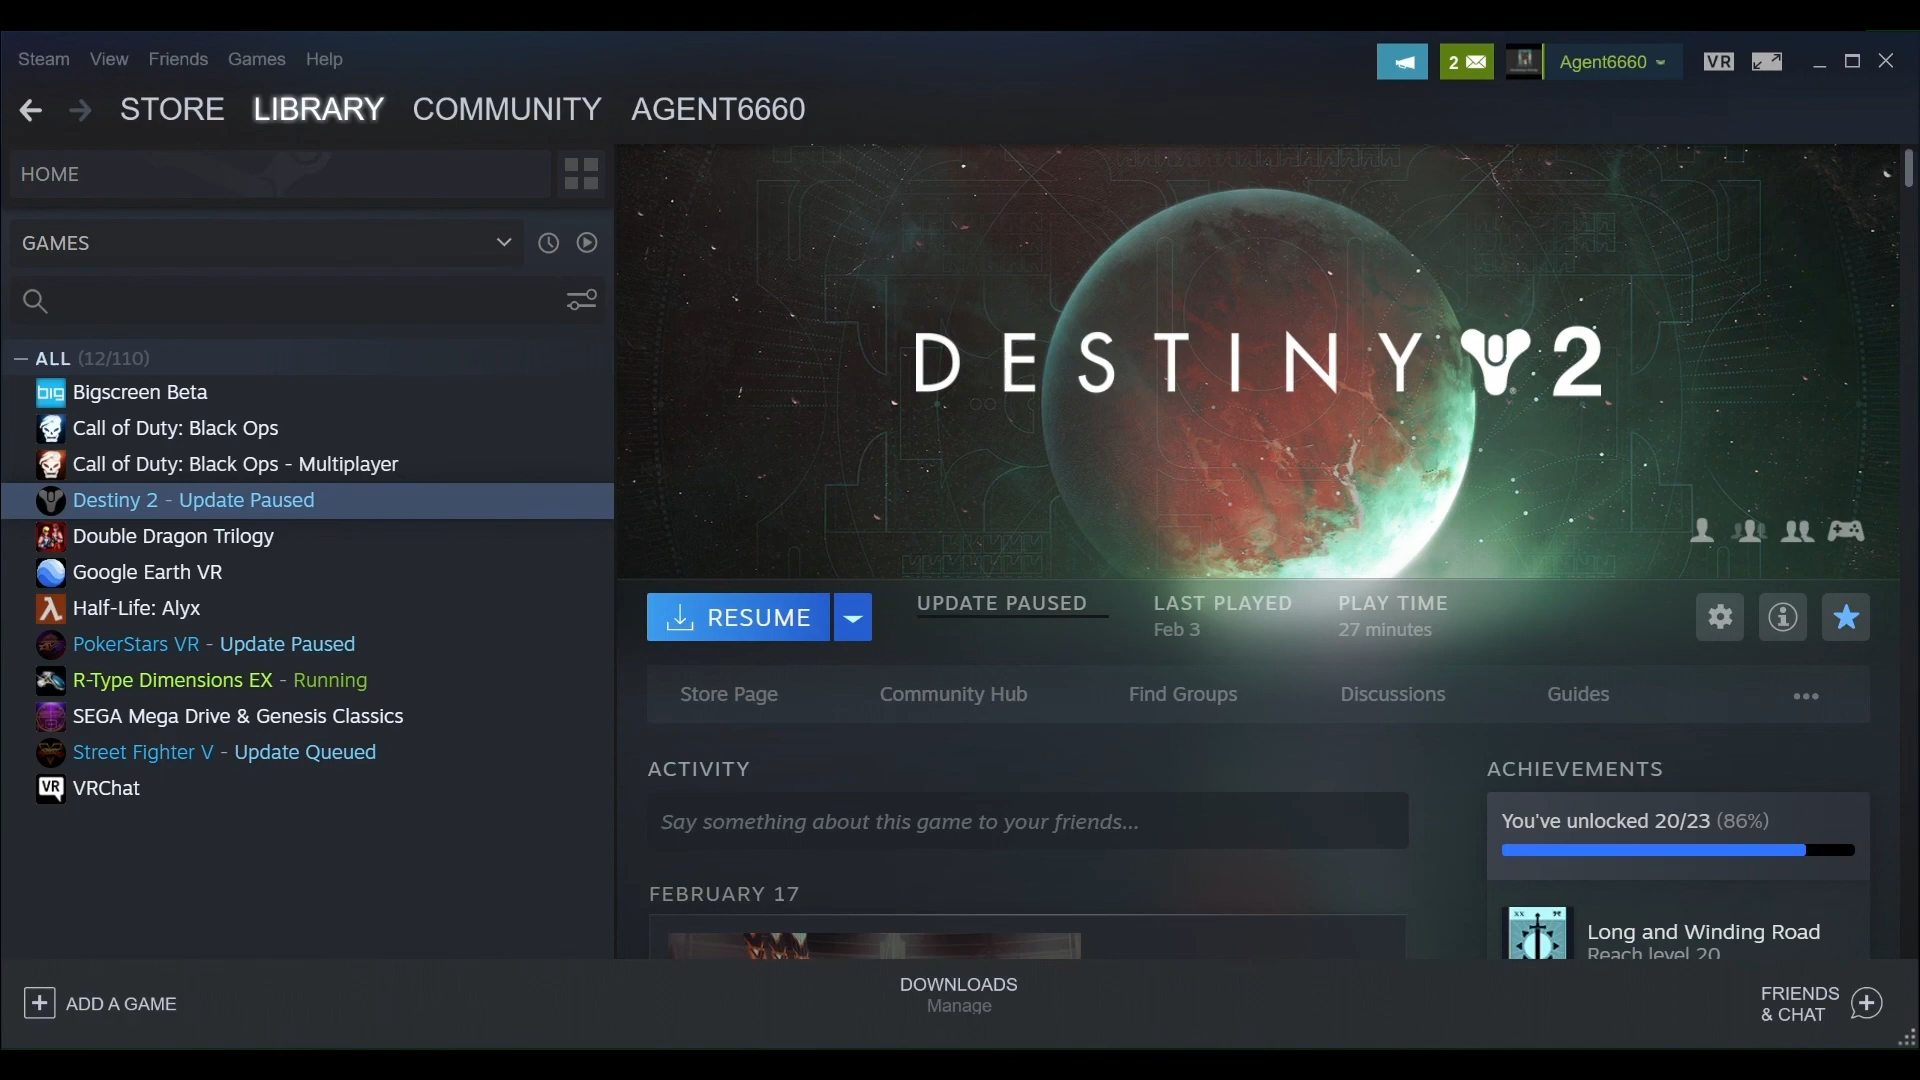 Steam View Friends Games Help
2
Agent6660
VR
STORE LIBRARY COMMUNITY AGENT6660
HOME
GAMES
— ALL (12/110)
big Bigscreen Beta
Call of Duty: Black Ops
Call of Duty: Black Ops - Multiplayer
Destiny 2 - Update Paused
Double Dragon Trilogy
Google Earth VR
Half-Life: Alyx
PokerStars VR - Update Paused
R-Type Dimensions EX - Running
SEGA Mega Drive & Genesis Classics
Street Fighter V - Update Queued
VR VRChat
DESTINY 2
RESUME
UPDATE PAUSED
LAST PLAYED
Feb 3
PLAY TIME
27 minutes
Store Page Community Hub Find Groups Discussions Guides •••
ACTIVITY
Say something about this game to your friends...
FEBRUARY 17
ACHIEVEMENTS
You've unlocked 20/23 (86%)
XX
Long and Winding Road
Reach level 20
ADD A GAME
DOWNLOADS
Manage
FRIENDS
& CHAT